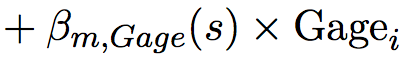 + β_{m,Gage}(s) × Gage_i